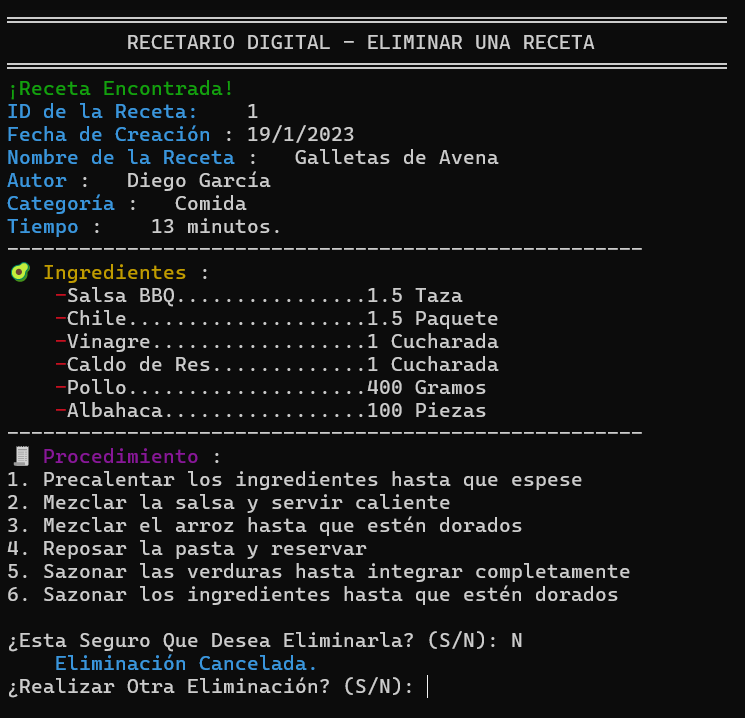 RECETARIO DIGITAL - ELIMINAR UNA RECETA
¡Receta Encontrada!
ID de la Receta:    1
Fecha de Creación : 19/1/2023
Nombre de la Receta :   Galletas de Avena
Autor :   Diego García
Categoría :   Comida
Tiempo :    13 minutos.
-----------------------------------------------------
Ingredientes :
-Salsa BBQ................1.5 Taza
-Chile....................1.5 Paquete
-Vinagre..................1 Cucharada
-Caldo de Res.............1 Cucharada
-Pollo....................400 Gramos
-Albahaca.................100 Piezas
-----------------------------------------------------
Procedimiento :
1. Precalentar los ingredientes hasta que espese
2. Mezclar la salsa y servir caliente
3. Mezclar el arroz hasta que estén dorados
4. Reposar la pasta y reservar
5. Sazonar las verduras hasta integrar completamente
6. Sazonar los ingredientes hasta que estén dorados
¿Esta Seguro Que Desea Eliminarla? (S/N): N
Eliminación Cancelada.
¿Realizar Otra Eliminación? (S/N):